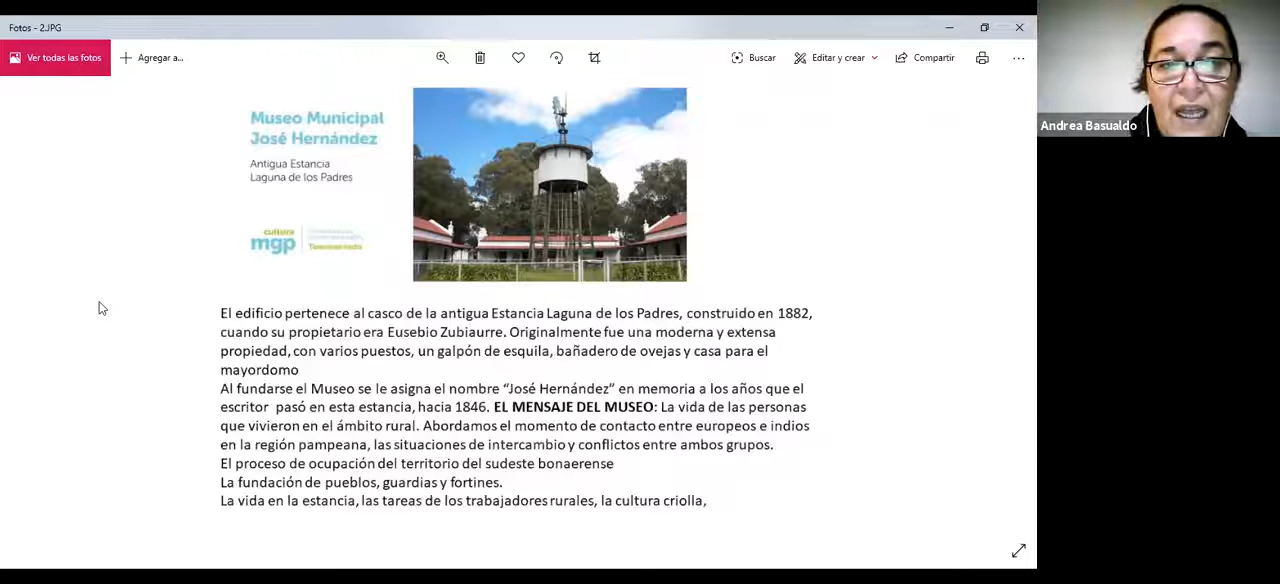 Fotos - 2.JPG
Ver todas las fotos
Agregar a...
Buscar
Editar y crear
Compartir
Andrea Basualdo
Museo Municipal
José Hernández
Antigua Estancia
Laguna de los Padres
cultura
mgp
El edificio pertenece al casco de la antigua Estancia Laguna de los Padres, construido en 1882,
cuando su propietario era Eusebio Zubiaurre. Originalmente fue una moderna y extensa
propiedad, con varios puestos, un galpón de esquila, bañadero de ovejas y casa para el
mayordomo
Al fundarse el Museo se le asigna el nombre “José Hernández” en memoria a los años que el
escritor pasó en esta estancia, hacia 1846. EL MENSAJE DEL MUSEO: La vida de las personas
que vivieron en el ámbito rural. Abordamos el momento de contacto entre europeos e indios
en la región pampeana, las situaciones de intercambio y conflictos entre ambos grupos.
El proceso de ocupación del territorio del sudeste bonaerense
La fundación de pueblos, guardias y fortines.
La vida en la estancia, las tareas de los trabajadores rurales, la cultura criolla,